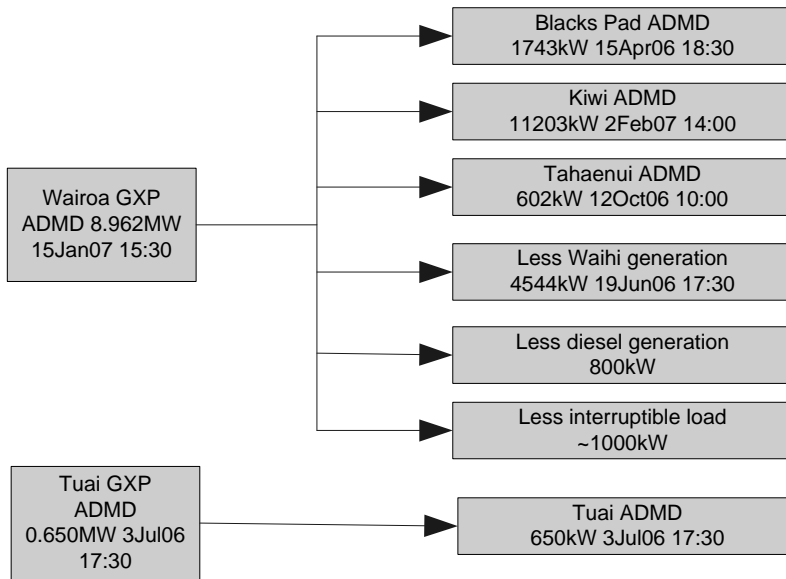 Wairoa GXP
ADMD 8.962MW
15Jan07 15:30
Blacks Pad ADMD
1743kW 15Apr06 18:30
Kiwi ADMD
11203kW 2Feb07 14:00
Tahaenui ADMD
602kW 12Oct06 10:00
Less Waihi generation
4544kW 19Jun06 17:30
Less diesel generation
800kW
Less interruptible load
~1000kW
Tuai GXP
ADMD
0.650MW 3Jul06
17:30
Tuai ADMD
650kW 3Jul06 17:30